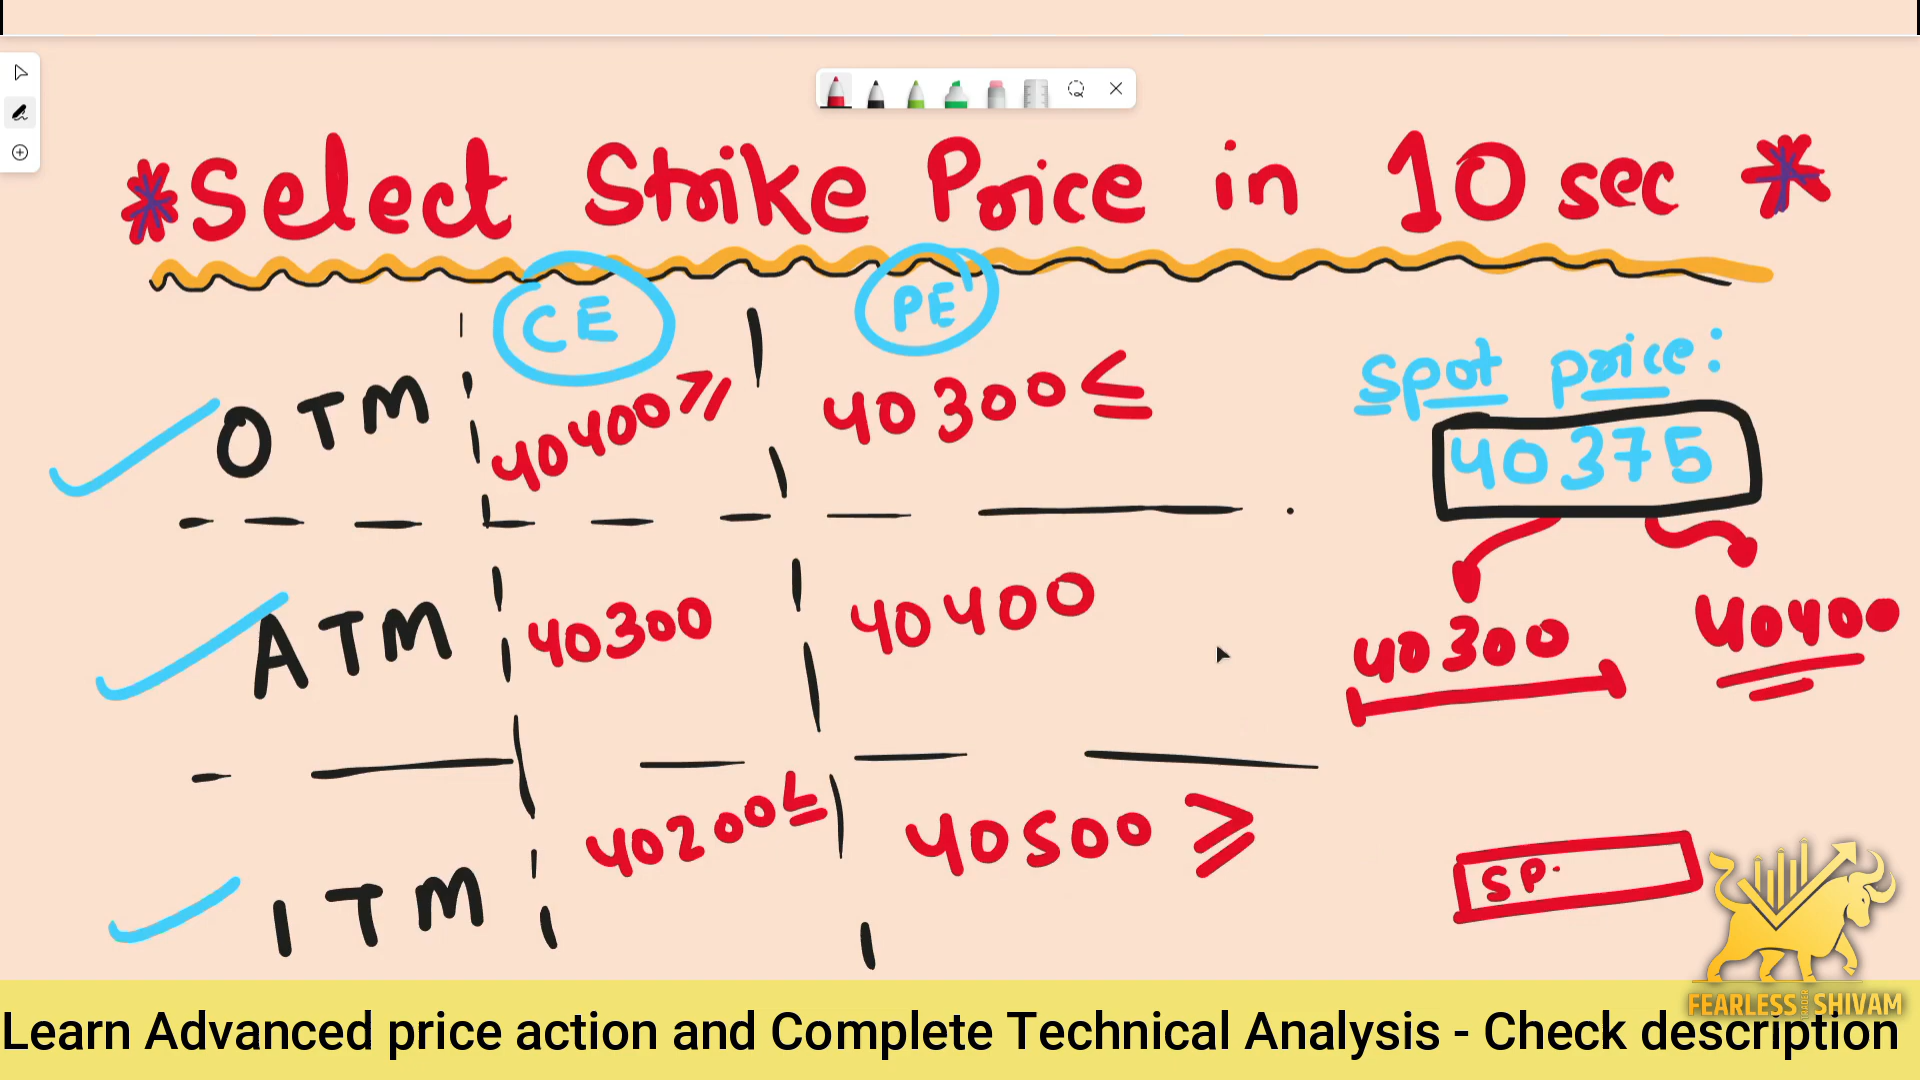 *Select Strike Price in 10 sec *
CE PE
spot price:
OTM 40400 ≥ 40300 ≤
40375
ATM 40300 40400
40300 40400
ITM 40200 ≤ 40500 ≥
SP.
FEARLESS TRADER SHIVAM
Learn Advanced price action and Complete Technical Analysis - Check description